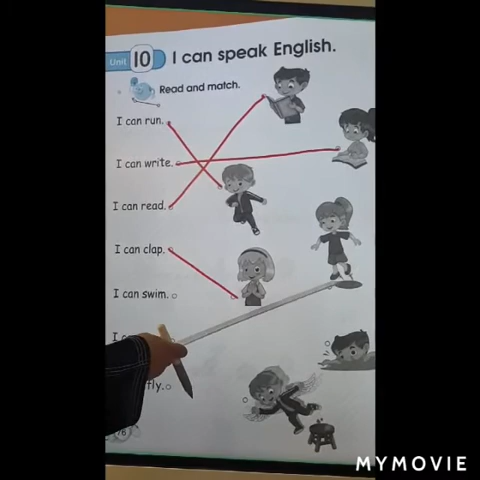 Unit 10 I can speak English.
Read and match.
I can run.
I can write.
I can read.
I can clap.
I can swim.
I
fly.
MYMOVIE